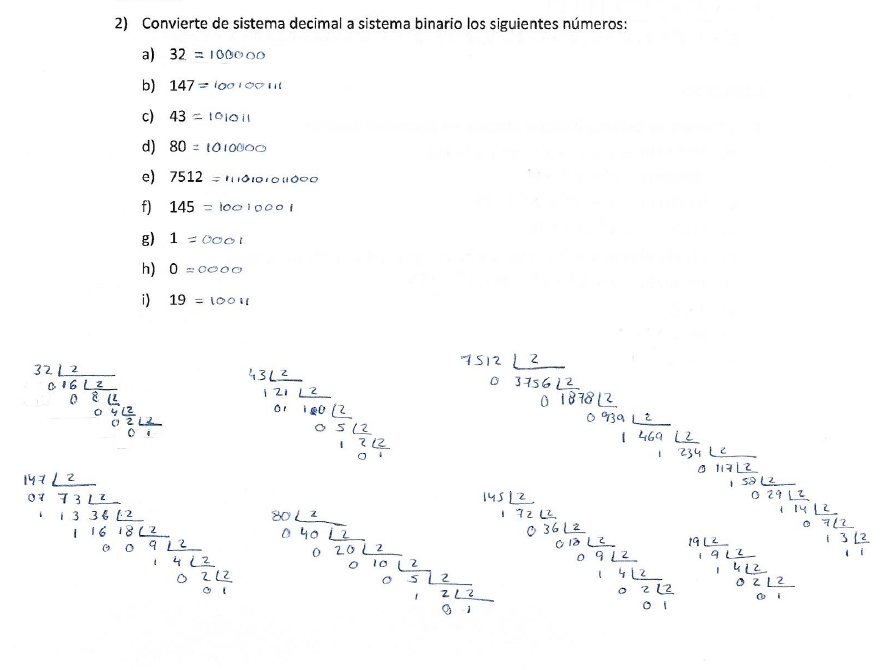 2) Convierte de sistema decimal a sistema binario los siguientes números:
a) 32 = 100000
b) 147 = 10010011
c) 43 = 101011
d) 80 = 1010000
e) 7512 = 1110101011000
f) 145 = 10010001
g) 1 = 0001
h) 0 = 0000
i) 19 = 10011
32 2
0 16 2
0 8 2
0 4 2
0 2 2
0 1
43 2
1 21 2
01 10 2
0 5 2
1 2 2
0 1
7512 2
0 3756 2
0 1878 2
0 939 2
1 469 2
1 234 2
0 117 2
1 58 2
0 29 2
1 14 2
0 7 2
1 3 2
1 1
147 2
07 73 2
1 13 36 2
1 16 18 2
0 0 9 2
1 4 2
0 2 2
0 1
80 2
0 40 2
0 20 2
0 10 2
0 5 2
1 2 2
0 1
145 2
1 72 2
0 36 2
0 18 2
0 9 2
1 4 2
0 2 2
0 1
19 2
1 9 2
1 4 2
0 2 2
0 1